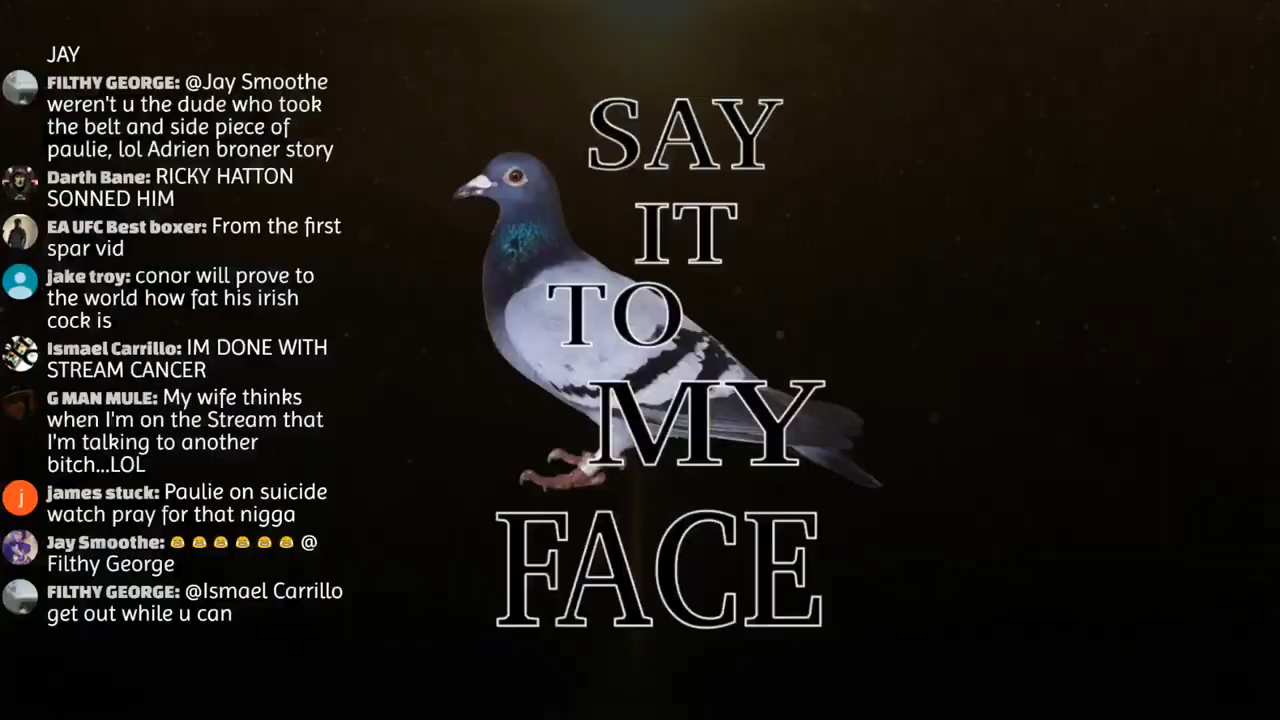 JAY
FILTHY GEORGE: @Jay Smoothe
weren't u the dude who took
the belt and side piece of
paulie, lol Adrien broner story
Darth Bane: RICKY HATTON
SONNED HIM
EA UFC Best boxer: From the first
spar vid
jake troy: conor will prove to
the world how fat his irish
cock is
Ismael Carrillo: IM DONE WITH
STREAM CANCER
G MAN MULE: My wife thinks
when I'm on the Stream that
I'm talking to another
bitch...LOL
james stuck: Paulie on suicide
watch pray for that nigga
Jay Smoothe: 😂 😂 😂 😂 😂 😂 @
Filthy George
FILTHY GEORGE: @Ismael Carrillo
get out while u can
j
SAY
IT
TO
MY
FACE